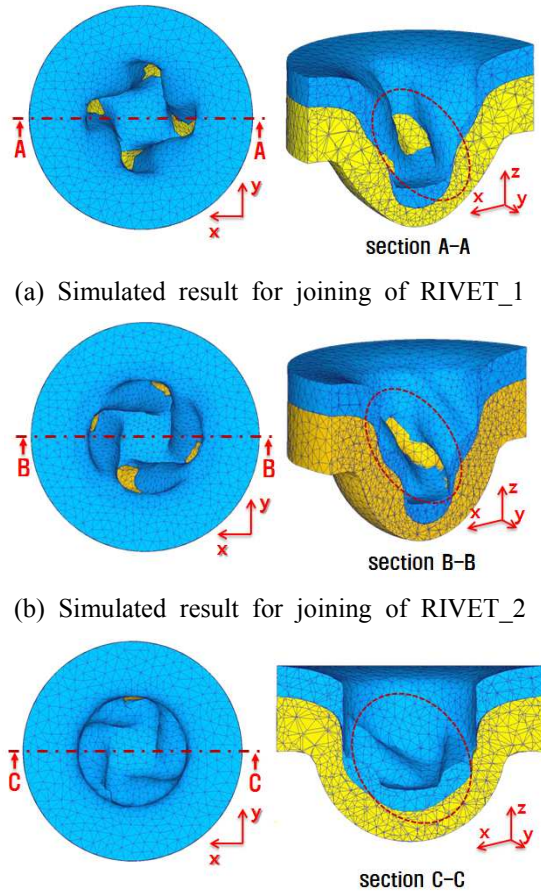 A A
y
x
z
x y
section A-A
(a) Simulated result for joining of RIVET_1
B B
y
x
z
x y
section B-B
(b) Simulated result for joining of RIVET_2
C C
y
x
z
x y
section C-C